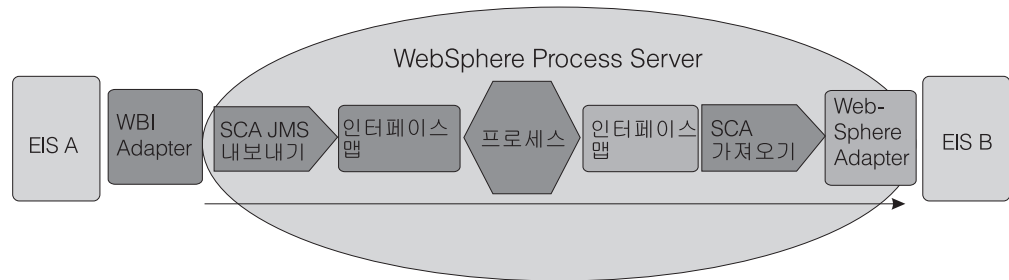 WebSphere Process Server
EIS A
WBI
Adapter
SCA JMS
내보내기
인터페이스
맵
프로세스
인터페이스
맵
SCA
가져오기
Web-
Sphere
Adapter
EIS B